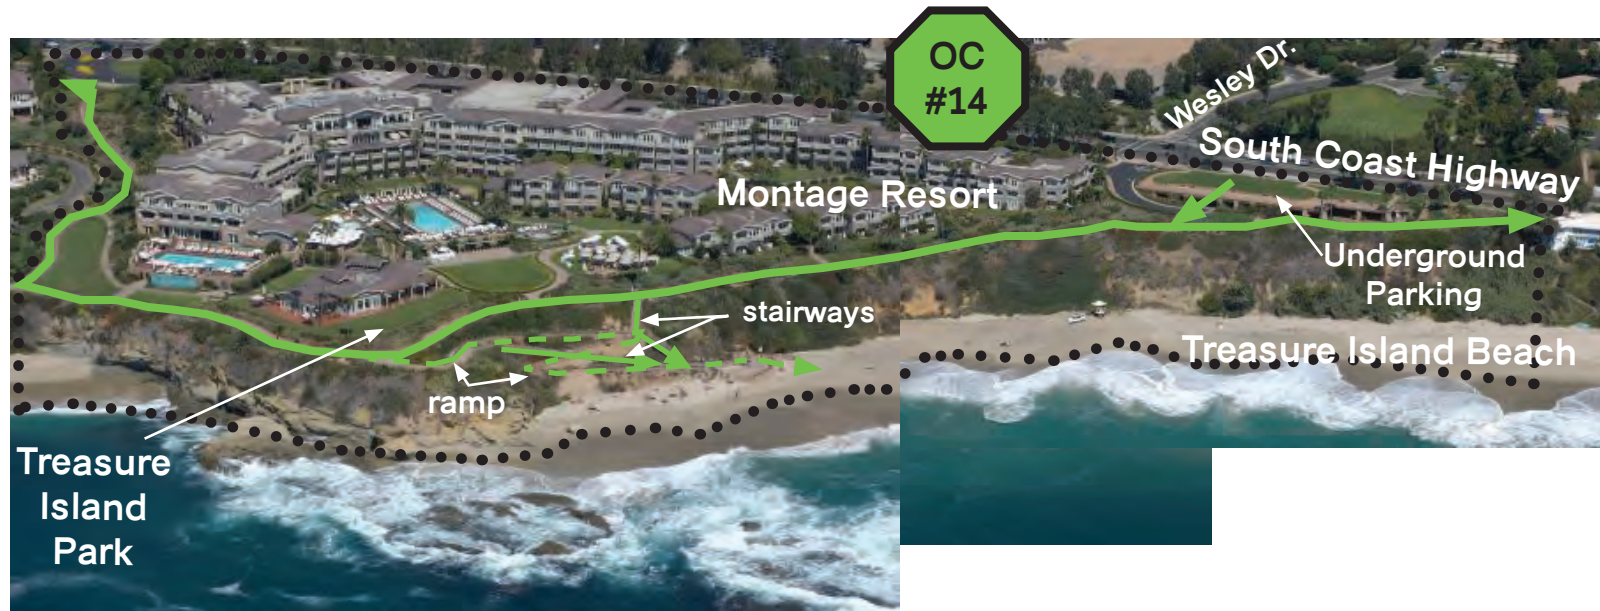 OC
#14
Wesley Dr.
South Coast Highway
Montage Resort
Underground
Parking
stairways
Treasure Island Beach
ramp
Treasure
Island
Park